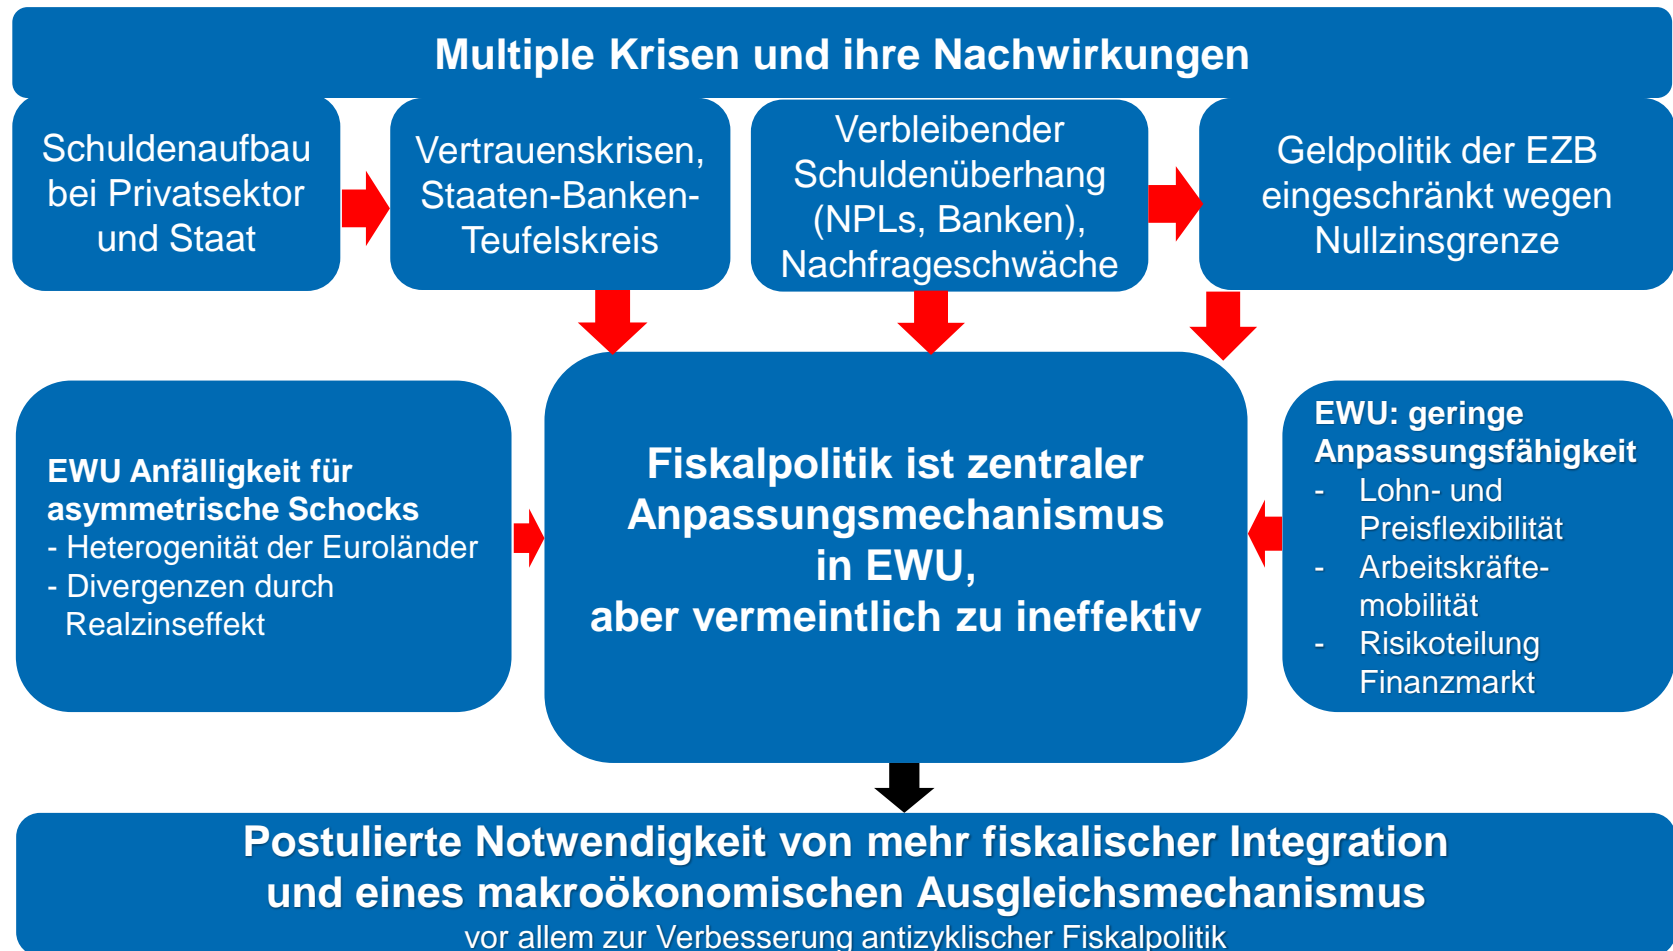 Multiple Krisen und ihre Nachwirkungen
Schuldenaufbau
bei Privatsektor
und Staat
Vertrauenskrisen,
Staaten-Banken-
Teufelskreis
Verbleibender
Schuldenüberhang
(NPLs, Banken),
Nachfrageschwäche
Geldpolitik der EZB
eingeschränkt wegen
Nullzinsgrenze
EWU Anfälligkeit für
asymmetrische Schocks
- Heterogenität der Euroländer
- Divergenzen durch
Realzinseffekt
Fiskalpolitik ist zentraler
Anpassungsmechanismus
in EWU,
aber vermeintlich zu ineffektiv
EWU: geringe
Anpassungsfähigkeit
- Lohn- und
Preisflexibilität
- Arbeitskräfte-
mobilität
- Risikoteilung
Finanzmarkt
Postulierte Notwendigkeit von mehr fiskalischer Integration
und eines makroökonomischen Ausgleichsmechanismus
vor allem zur Verbesserung antizyklischer Fiskalpolitik